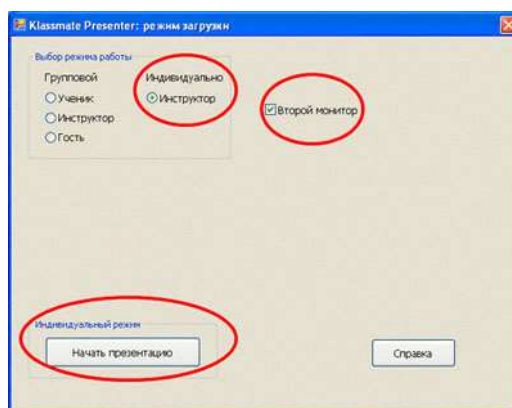 Klassmate Presenter: режим загрузки
Выбор режима работы
Групповой
Индивидуально
Ученик
Инструктор
Инструктор
Гость
Второй монитор
Индивидуальный режим
Начать презентацию
Справка